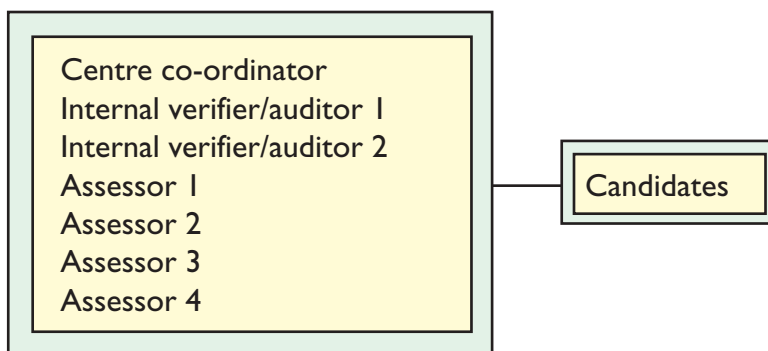 Centre co-ordinator
Internal verifier/auditor 1
Internal verifier/auditor 2
Assessor 1
Assessor 2
Assessor 3
Assessor 4
Candidates